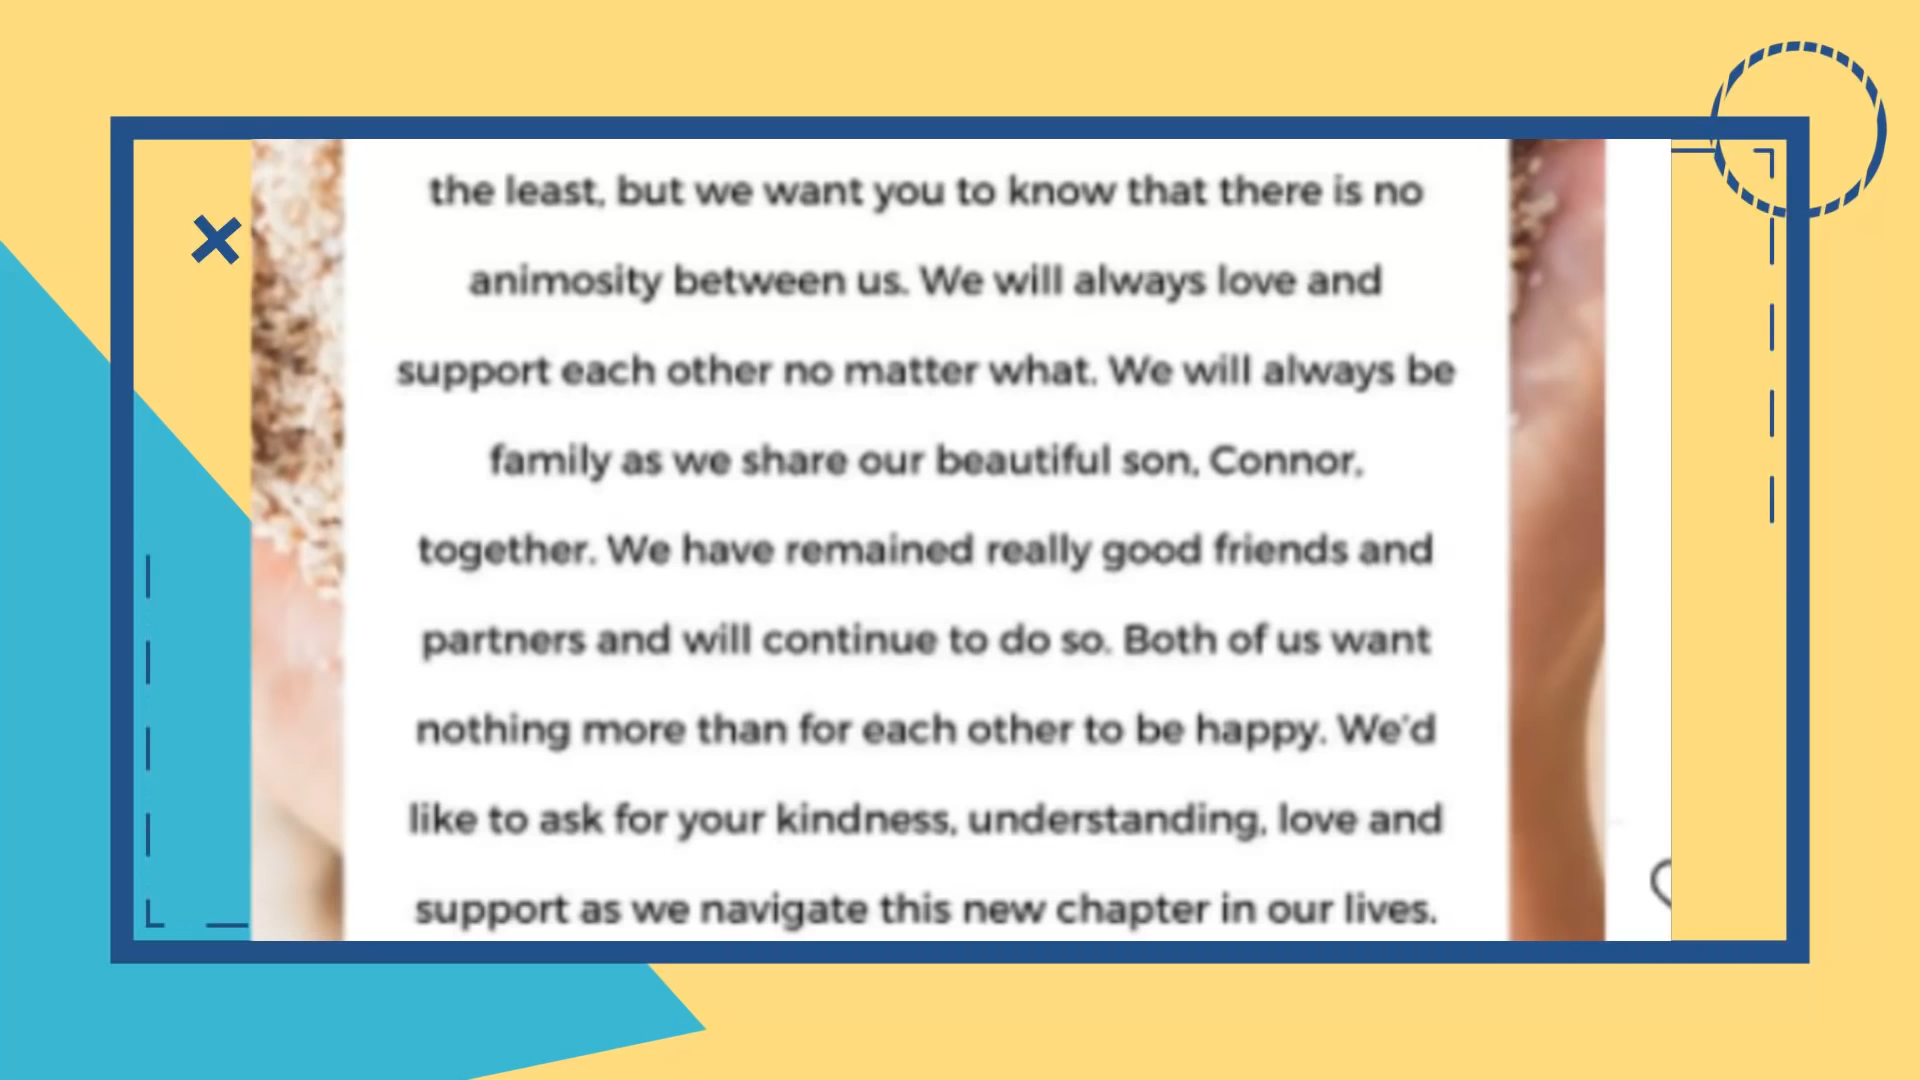 the least, but we want you to know that there is no
animosity between us. We will always love and
support each other no matter what. We will always be
family as we share our beautiful son, Connor,
together. We have remained really good friends and
partners and will continue to do so. Both of us want
nothing more than for each other to be happy. We'd
like to ask for your kindness, understanding, love and
support as we navigate this new chapter in our lives.